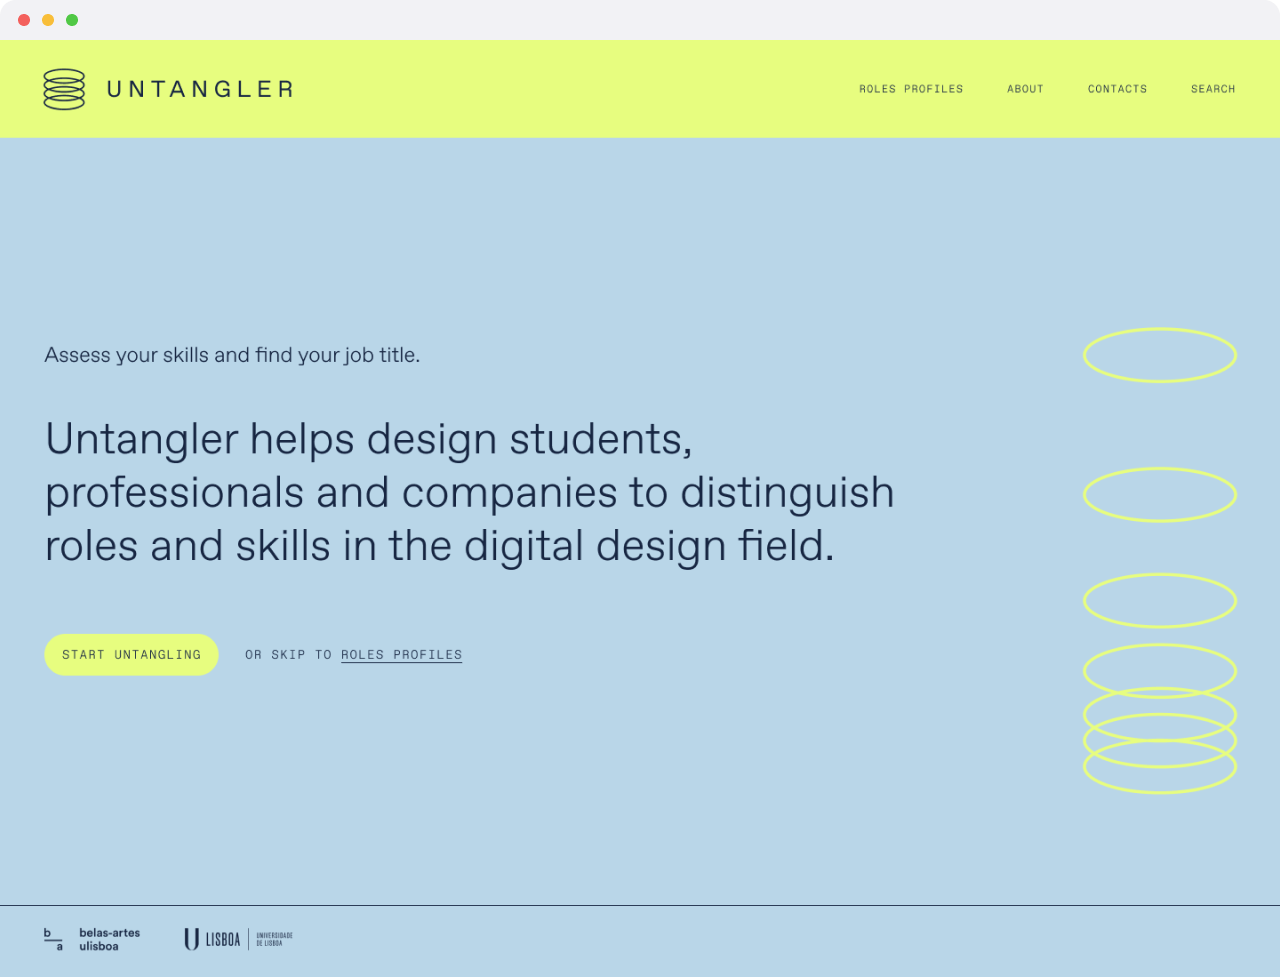 UNTANGLER
ROLES PROFILES
ABOUT
CONTACTS
SEARCH
Assess your skills and find your job title.
Untangler helps design students,
professionals and companies to distinguish
roles and skills in the digital design field.
START UNTANGLING
OR SKIP TO ROLES PROFILES
b
a
belas-artes
ulisboa
U LISBOA
UNIVERSIDADE
DE LISBOA